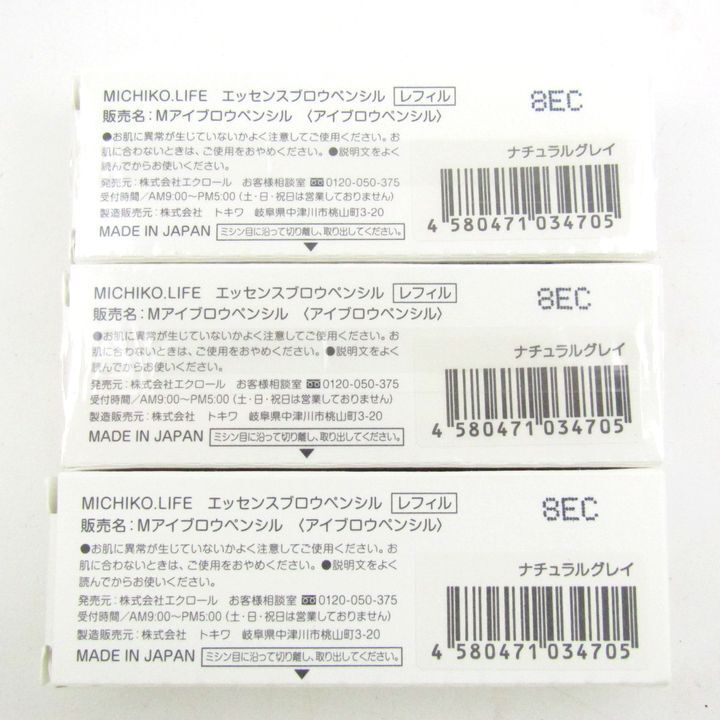 MICHIKO.LIFE エッセンスブロウペンシル レフィル
8EC
販売名：Mアイブロウペンシル 〈アイブロウペンシル〉
●お肌に異常が生じていないかよく注意してご使用ください。お
肌に合わないときは、ご使用をおやめください。●説明文をよく
読んでからお使いください。
ナチュラルグレイ
発売元：株式会社エクロール お客様相談室 0120-050-375
受付時間／AM9:00〜PM5:00（土・日・祝日は営業しておりません）
製造販売元：株式会社 トキワ 岐阜県中津川市桃山町3-20
4 580471 034705
MADE IN JAPAN ミシン目に沿って切り離し、取り出してください。
MICHIKO.LIFE エッセンスブロウペンシル レフィル
8EC
販売名：Mアイブロウペンシル 〈アイブロウペンシル〉
●お肌に異常が生じていないかよく注意してご使用ください。お
肌に合わないときは、ご使用をおやめください。●説明文をよく
読んでからお使いください。
ナチュラルグレイ
発売元：株式会社エクロール お客様相談室 0120-050-375
受付時間／AM9:00〜PM5:00（土・日・祝日は営業しておりません）
製造販売元：株式会社 トキワ 岐阜県中津川市桃山町3-20
4 580471 034705
MADE IN JAPAN ミシン目に沿って切り離し、取り出してください。
MICHIKO.LIFE エッセンスブロウペンシル レフィル
8EC
販売名：Mアイブロウペンシル 〈アイブロウペンシル〉
●お肌に異常が生じていないかよく注意してご使用ください。お
肌に合わないときは、ご使用をおやめください。●説明文をよく
読んでからお使いください。
ナチュラルグレイ
発売元：株式会社エクロール お客様相談室 0120-050-375
受付時間／AM9:00〜PM5:00（土・日・祝日は営業しておりません）
製造販売元：株式会社 トキワ 岐阜県中津川市桃山町3-20
4 580471 034705
MADE IN JAPAN ミシン目に沿って切り離し、取り出してください。